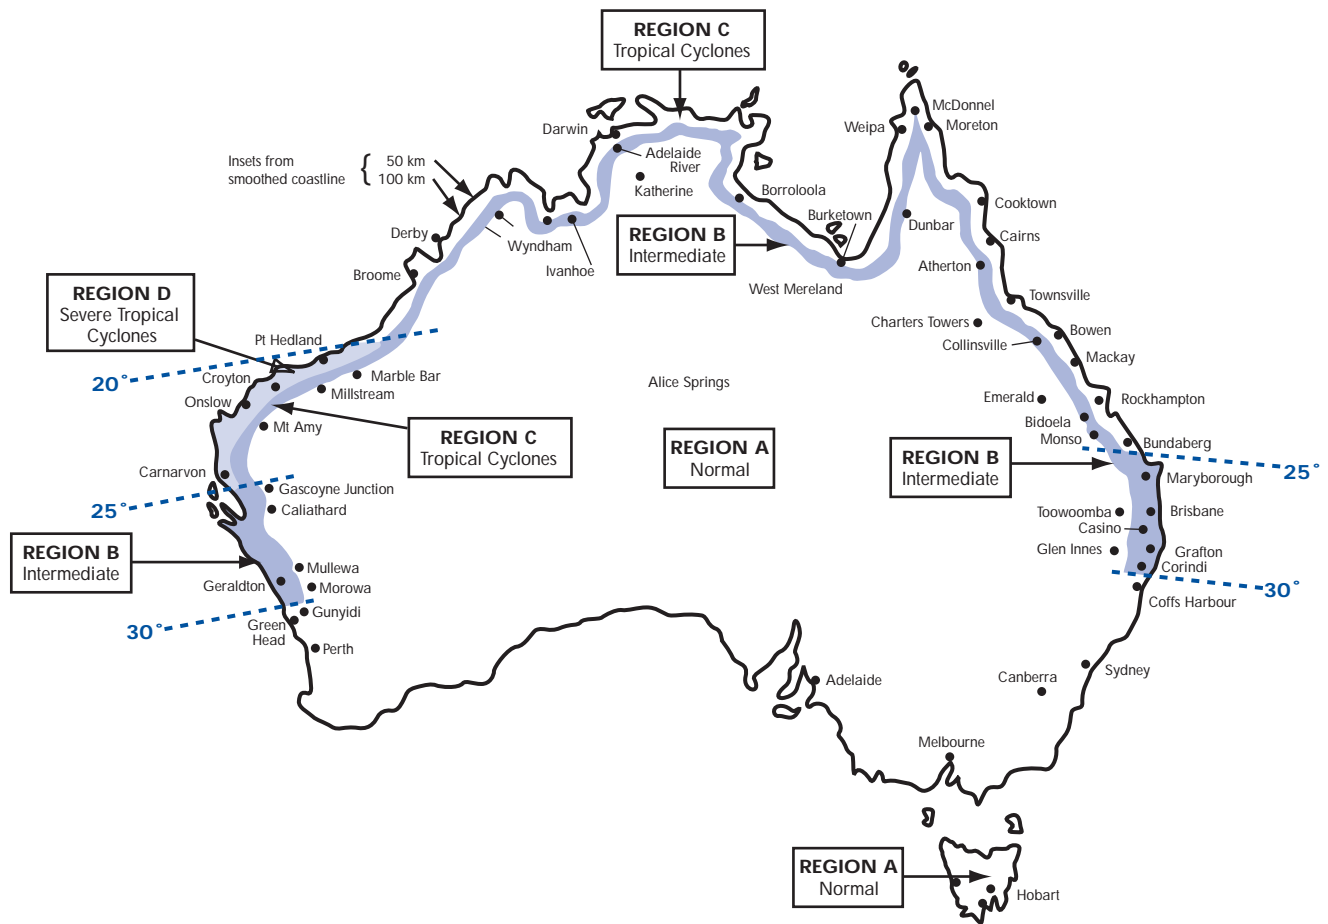 REGION C
Tropical Cyclones
McDonnel
Moreton
Weipa
Darwin
Adelaide
River
Katherine
Insets from
smoothed coastline
{
50 km
100 km
Borroloola
Burketown
Cooktown
Dunbar
Cairns
Derby
Wyndham
Ivanhoe
REGION B
Intermediate
Atherton
Broome
West Mereland
Townsville
REGION D
Severe Tropical
Cyclones
Charters Towers
Bowen
Collinsville
Pt Hedland
Mackay
20°
Croyton
Marble Bar
Millstream
Alice Springs
Onslow
Emerald
Rockhampton
Mt Amy
Bidoela
Monso
Bundaberg
REGION C
Tropical Cyclones
REGION A
Normal
REGION B
Intermediate
25°
Carnarvon
Maryborough
Gascoyne Junction
25°
Caliathard
Toowoomba
Brisbane
Casino
REGION B
Intermediate
Glen Innes
Grafton
Corindi
Mullewa
Geraldton
Morowa
30°
Coffs Harbour
Gunyidi
30°
Green
Head
Perth
Adelaide
Canberra
Sydney
Melbourne
REGION A
Normal
Hobart